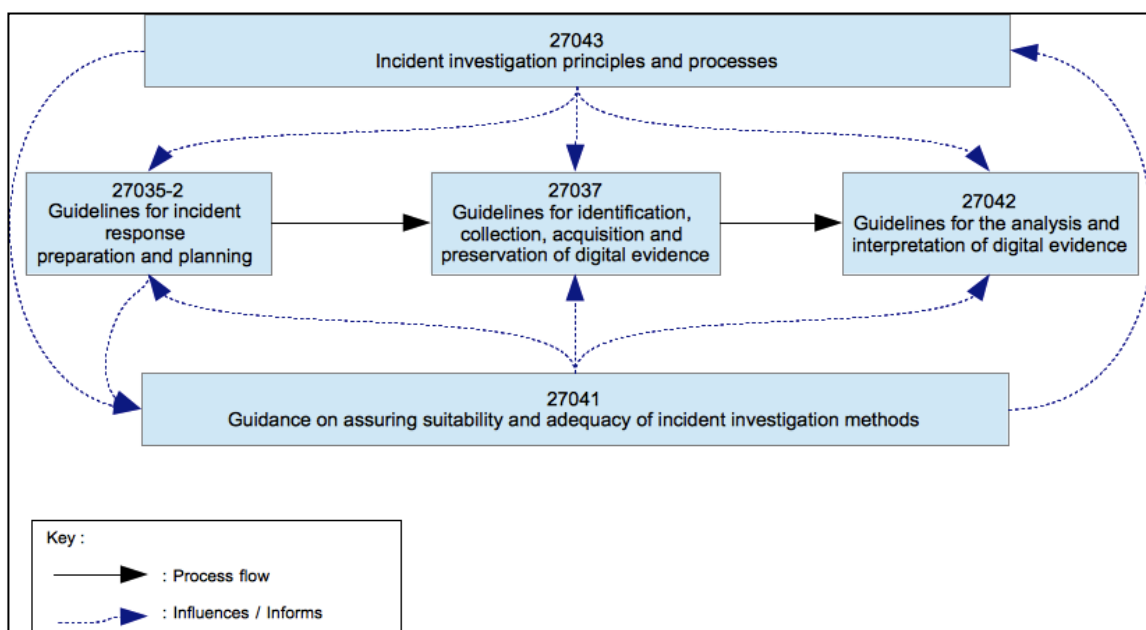 27043
Incident investigation principles and processes
27035-2
Guidelines for incident
response
preparation and planning
27037
Guidelines for identification,
collection, acquisition and
preservation of digital evidence
27042
Guidelines for the analysis and
interpretation of digital evidence
27041
Guidance on assuring suitability and adequacy of incident investigation methods
Key :
: Process flow
: Influences / Informs